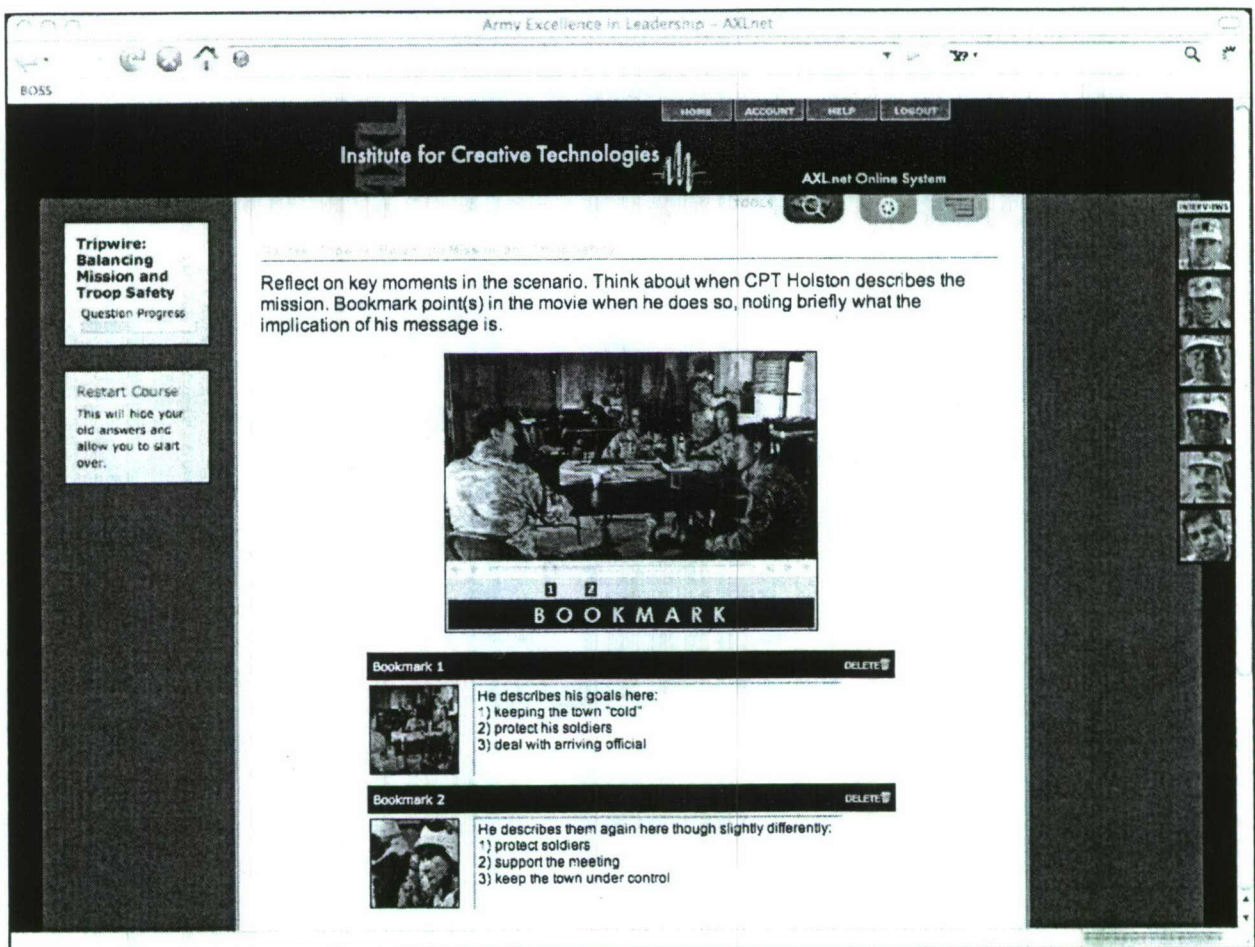 Army Excellence in Leadership - AXLnet
BOSS
HOME ACCOUNT HELP LOGOUT
Institute for Creative Technologies
AXL.net Online System
TOOLS
INTERVIEWS
Tripwire:
Balancing
Mission and
Troop Safety
Question Progress
Restart Course
This will hide your
old answers and
allow you to start
over.
Reflect on key moments in the scenario. Think about when CPT Holston describes the
mission. Bookmark point(s) in the movie when he does so, noting briefly what the
implication of his message is.
1 2
BOOKMARK
Bookmark 1 DELETE
He describes his goals here:
1) keeping the town "cold"
2) protect his soldiers
3) deal with arriving official
Bookmark 2 DELETE
He describes them again here though slightly differently:
1) protect soldiers
2) support the meeting
3) keep the town under control